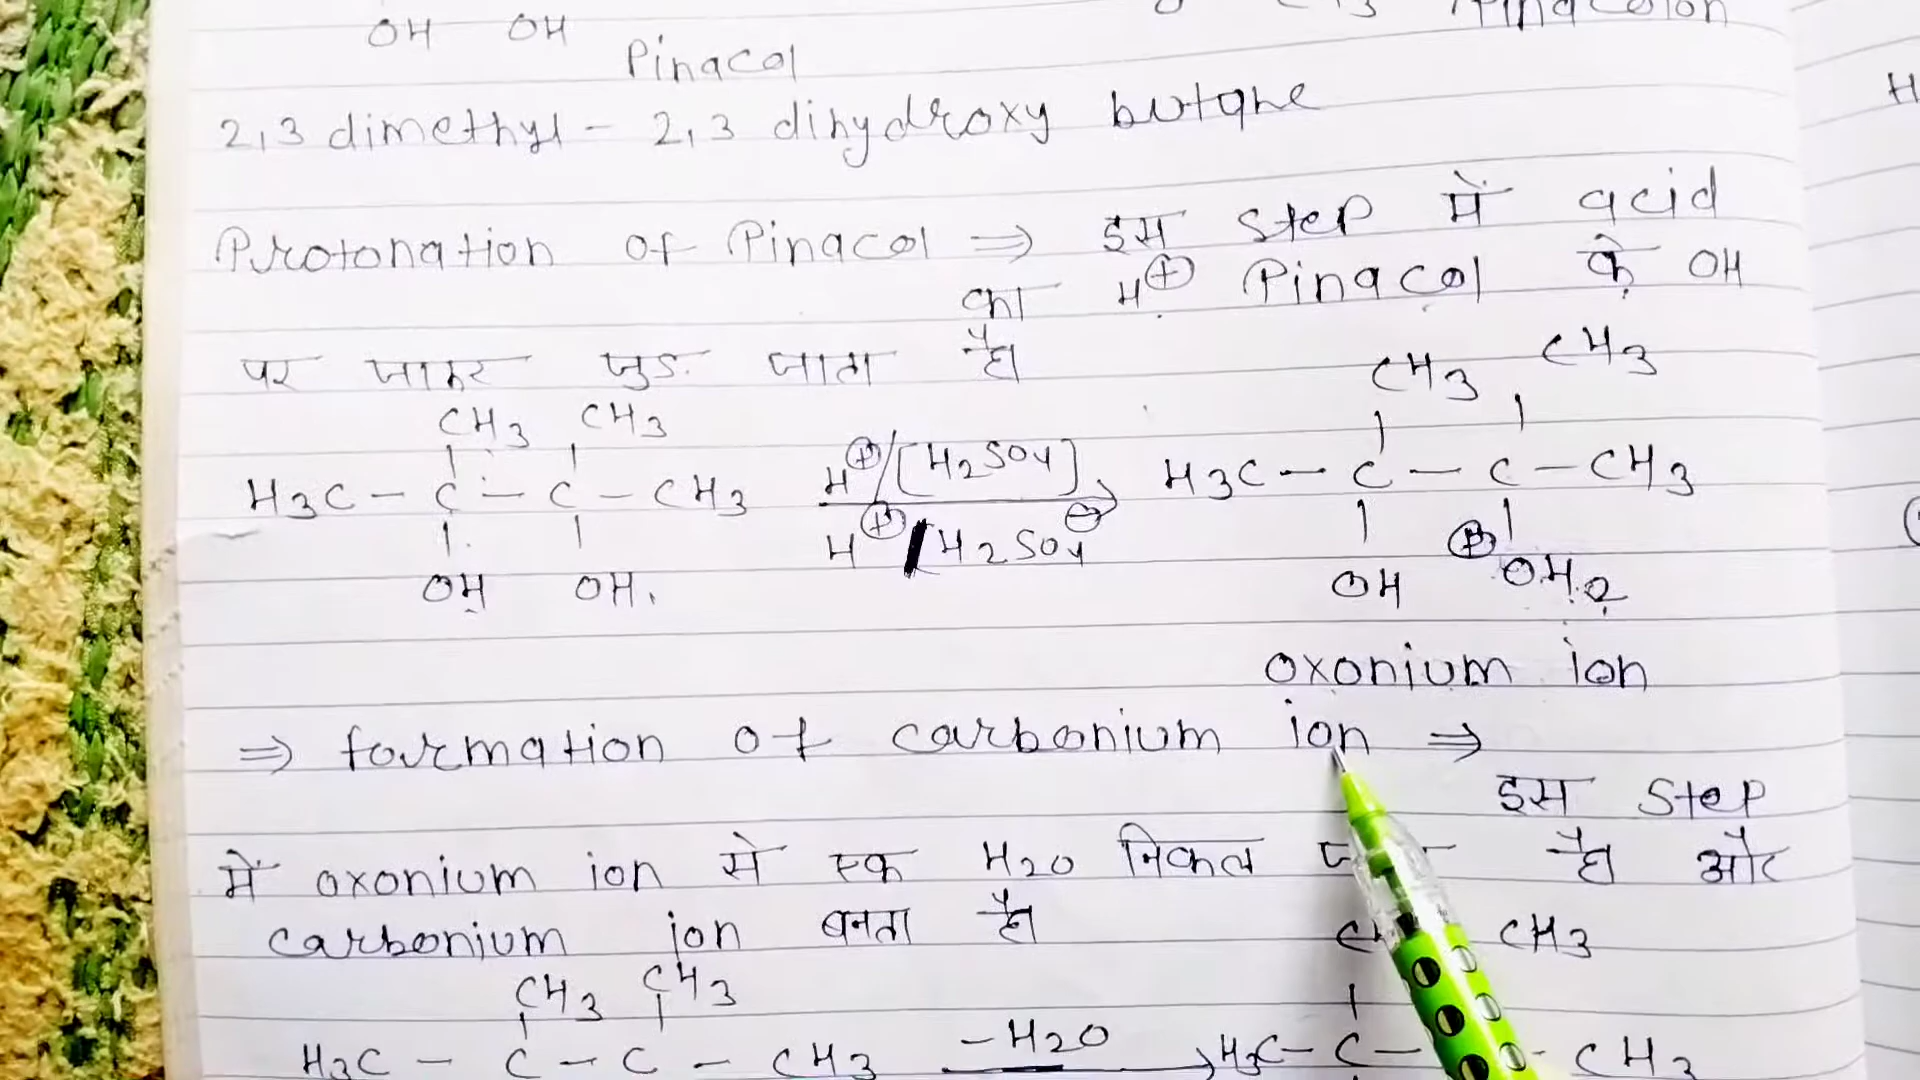 OH OH
Pinacol
2,3 dimethyl - 2,3 dihydroxy butane
Protonation of Pinacol ⇒ इस step में acid
का H⊕ Pinacol के OH
पर जाकर जुड़ जाता है।
CH3 CH3 CH3 CH3
H3C - C - C - CH3 H⊕/[H2SO4] H3C - C - C - CH3
H⊕/H2SO4⊖
OH OH. OH ⊕OH2
oxonium ion
⇒ formation of carbonium ion ⇒
इस step
में oxonium ion से एक H2O निकल है और
carbonium ion बनता है।
CH3
CH3 CH3
H3C - C - C - CH3 -H2O → H3C - C - - CH3